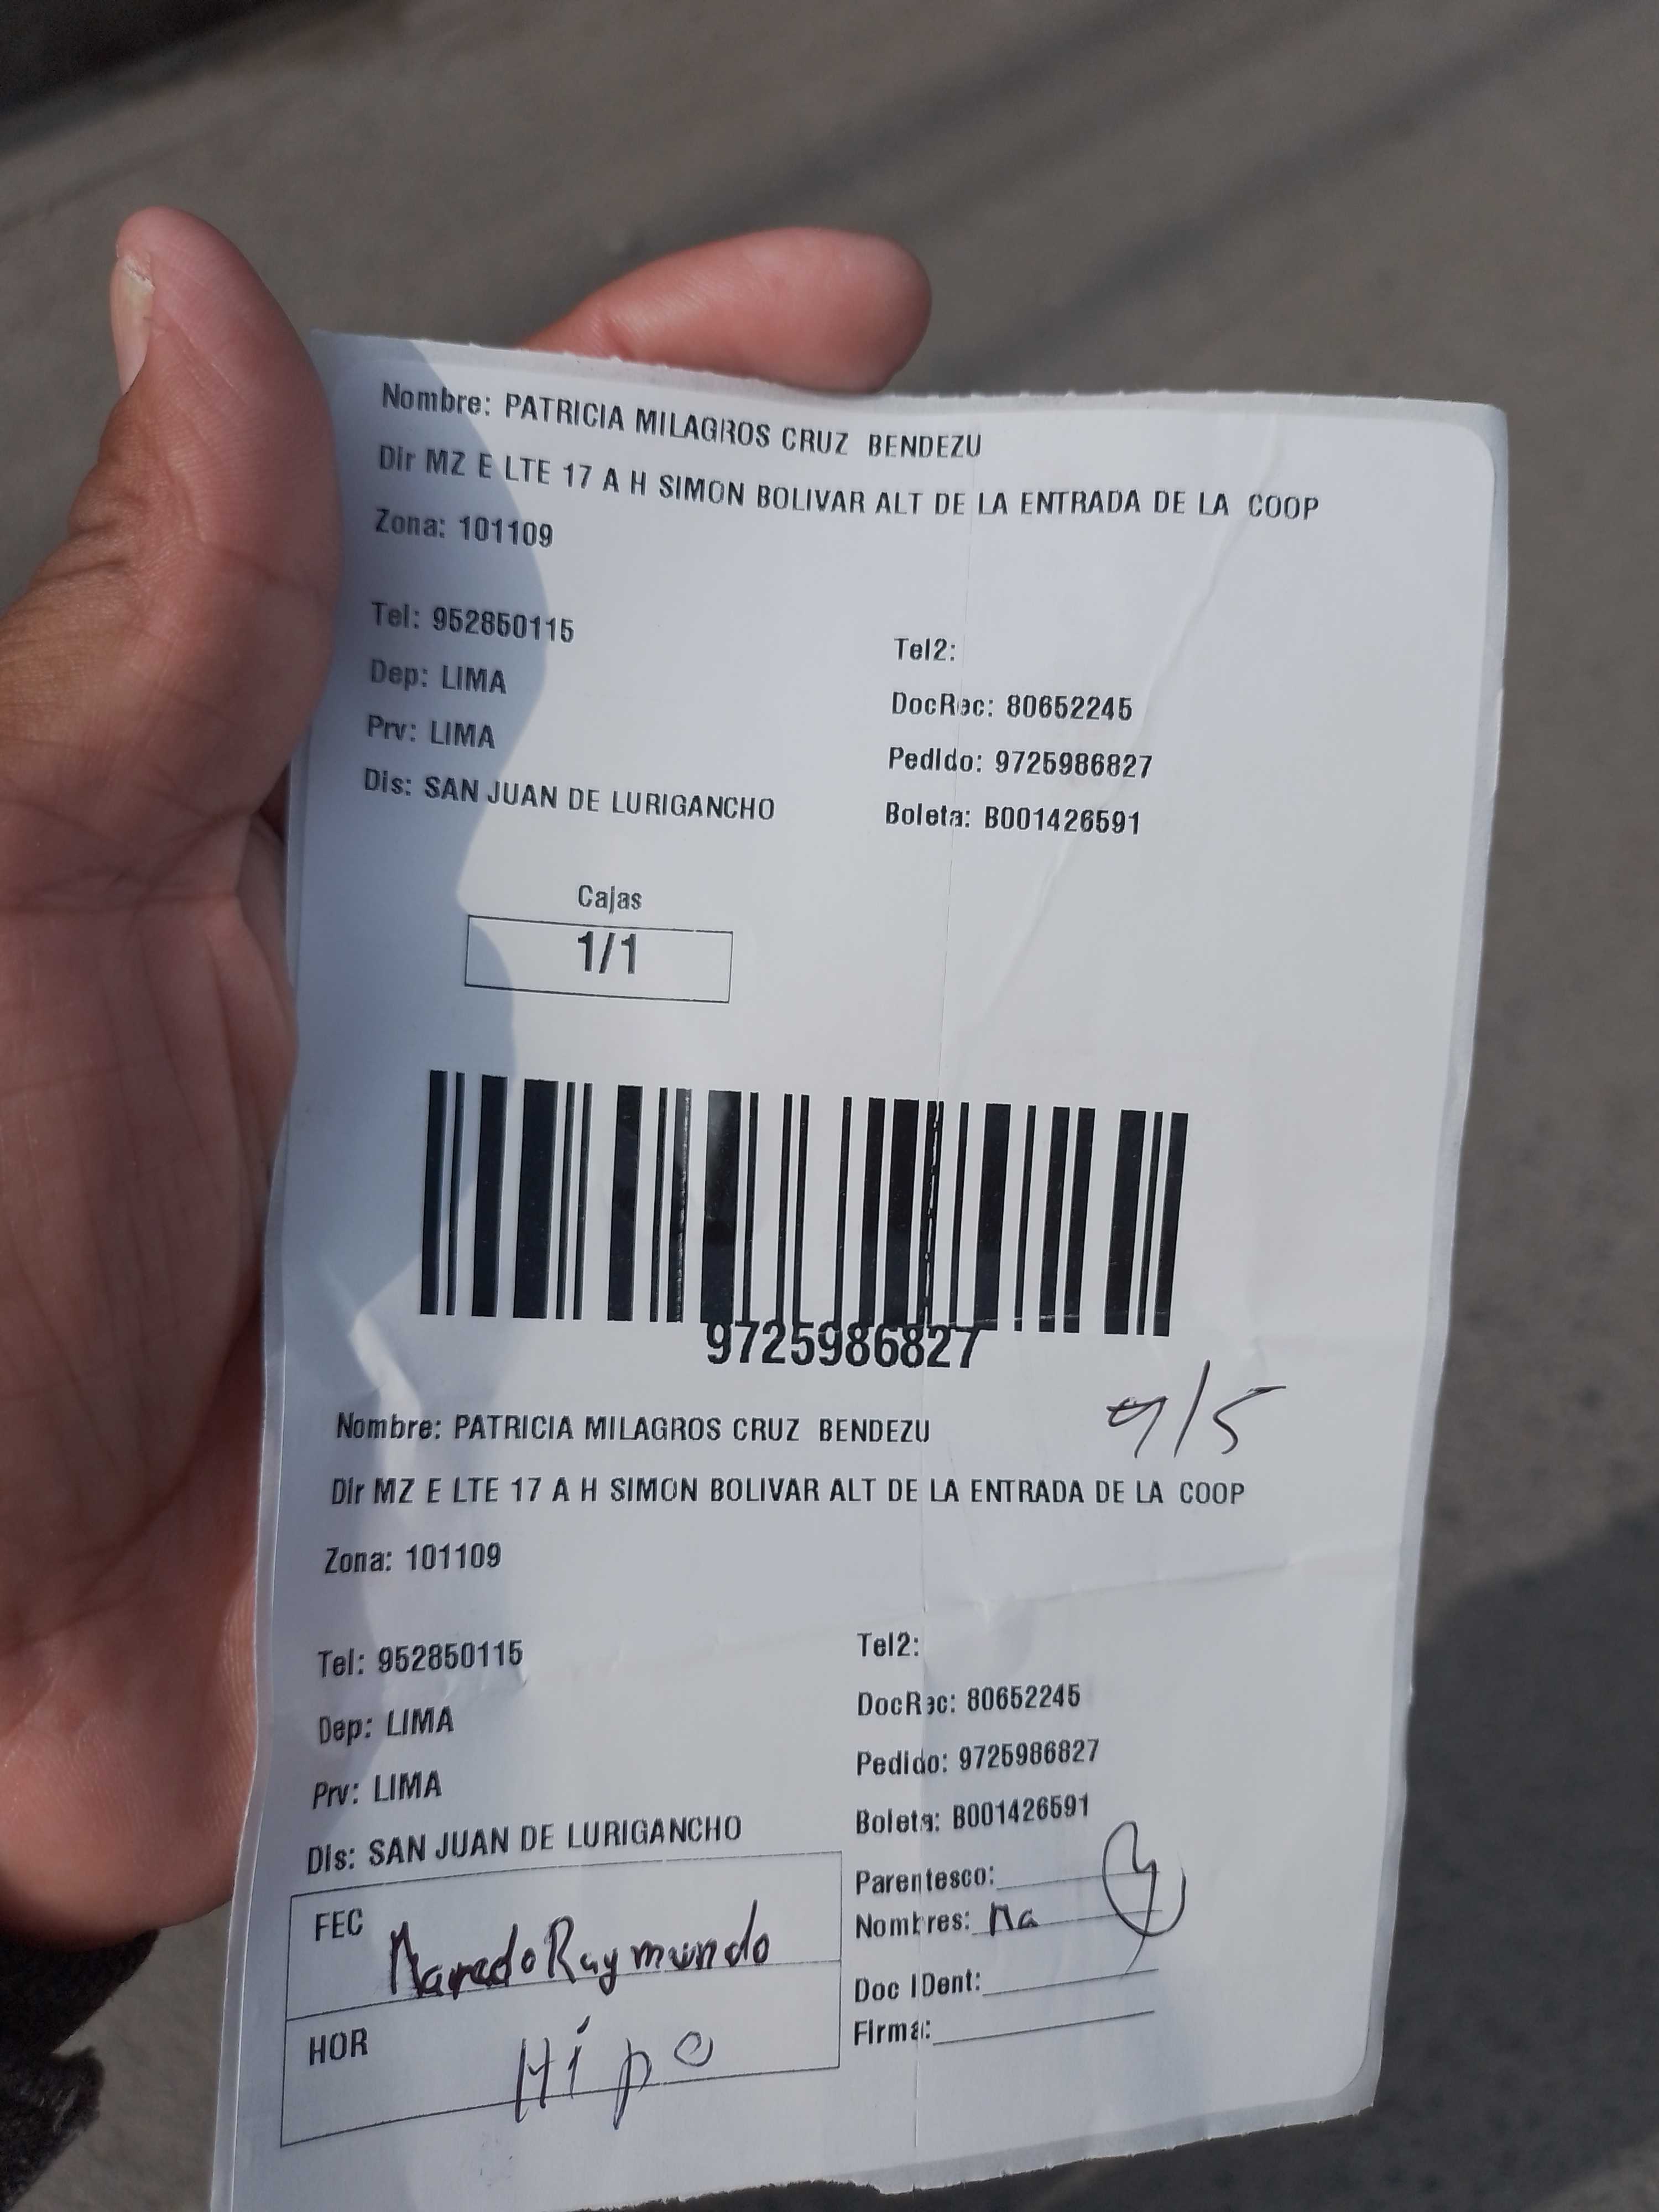 Nombre: PATRICIA MILAGROS CRUZ BENDEZU
Dir MZ E LTE 17 A H SIMON BOLIVAR ALT DE LA ENTRADA DE LA COOP
Zona: 101109
Tel: 952850115
Tel2:
Dep: LIMA
DocRec: 80652245
Prv: LIMA
Pedido: 9725986827
Dis: SAN JUAN DE LURIGANCHO
Boleta: B001426591
Cajas
1/1
9725986827
9/5
Nombre: PATRICIA MILAGROS CRUZ BENDEZU
Dir MZ E LTE 17 A H SIMON BOLIVAR ALT DE LA ENTRADA DE LA COOP
Zona: 101109
Tel: 952850115
Tel2:
Dep: LIMA
DocRec: 80652245
Prv: LIMA
Pedido: 9725986827
Dis: SAN JUAN DE LURIGANCHO
Boleta: B001426591
Parentesco:
FEC Raymundo
Nombres: Ma
Doc IDent:
HOR Hipo
Firma: